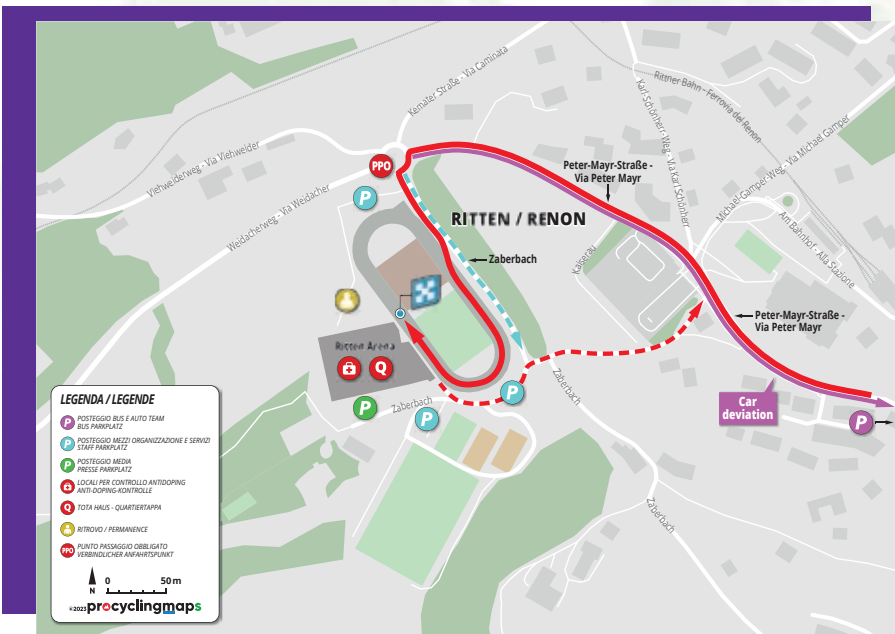 Kemater Straße - Via Caminata
Rittner Bahn - Ferrovia del Renon
Karl-Schönherr-Weg - Via Karl Schönherr
Michael-Gamper-Weg - Via Michael Gamper
Viehweiderweg - Via Viehweider
Weidacherweg - Via Weidacher
PPO
P
Peter-Mayr-Straße -
Via Peter Mayr
RITTEN / RENON
Kaiserau
Am Bahnhof - Alla Stazione
Zaberbach
Peter-Mayr-Straße -
Via Peter Mayr
Ritten Arena
Q
P
Zaberbach
P
P
Zaberbach
Car
deviation
P
Zaberbach
LEGENDA / LEGENDE
P
POSTEGGIO BUS E AUTO TEAM
BUS PARKPLATZ
P
POSTEGGIO MEZZI ORGANIZZAZIONE E SERVIZI
STAFF PARKPLATZ
P
POSTEGGIO MEDIA
PRESSE PARKPLATZ
LOCALI PER CONTROLLO ANTIDOPING
ANTI-DOPING-KONTROLLE
Q
TOTA HAUS - QUARTIERTAPPA
RITROVO / PERMANENCE
PPO
PUNTO PASSAGGIO OBBLIGATO
VERBINDLICHER ANFAHRTSPUNKT
N
0 50 m
©2023 procyclingmaps